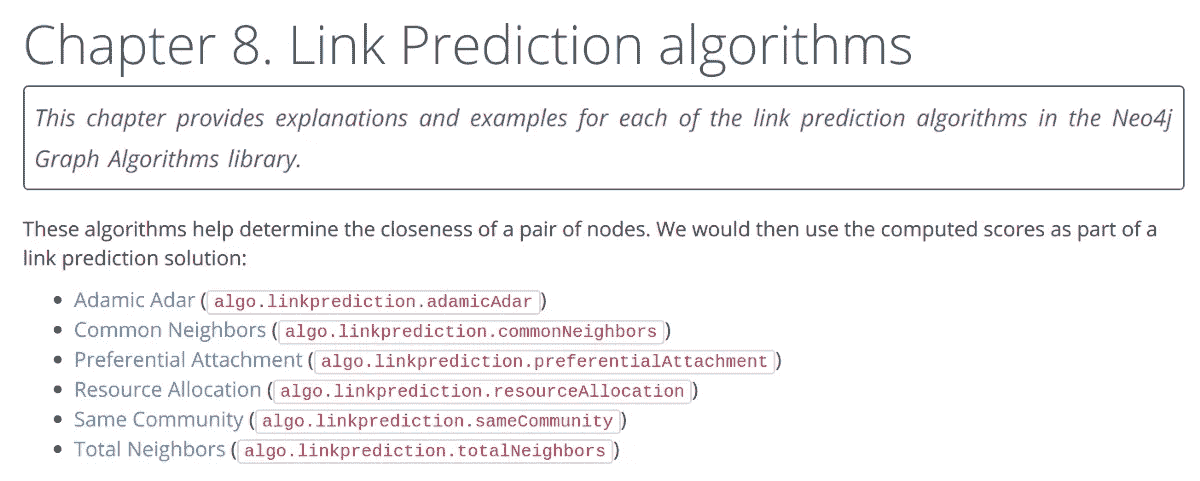 Chapter 8. Link Prediction algorithms
This chapter provides explanations and examples for each of the link prediction algorithms in the Neo4j
Graph Algorithms library.
These algorithms help determine the closeness of a pair of nodes. We would then use the computed scores as part of a
link prediction solution:
• Adamic Adar (algo.linkprediction.adamicAdar)
• Common Neighbors (algo.linkprediction.commonNeighbors)
• Preferential Attachment (algo.linkprediction.preferentialAttachment)
• Resource Allocation (algo.linkprediction.resourceAllocation)
• Same Community (algo.linkprediction.sameCommunity)
• Total Neighbors (algo.linkprediction.totalNeighbors)